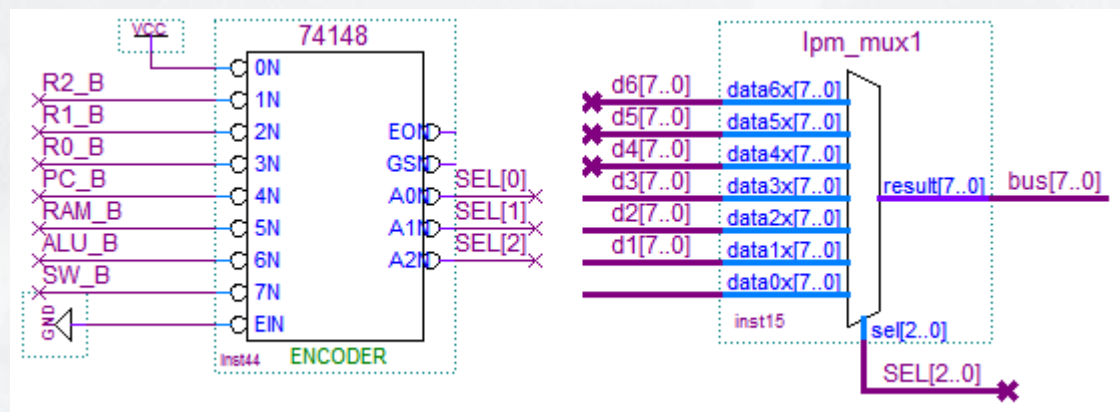 VCC
74148
0N
R2_B
1N
R1_B
2N
EON
R0_B
3N
GSN
PC_B
4N
A0N
SEL[0]
RAM_B
5N
A1N
SEL[1]
ALU_B
6N
A2N
SEL[2]
SW_B
7N
GND
EIN
inst44
ENCODER
lpm_mux1
d6[7..0]
data6x[7..0]
d5[7..0]
data5x[7..0]
d4[7..0]
data4x[7..0]
d3[7..0]
data3x[7..0]
result[7..0]
bus[7..0]
d2[7..0]
data2x[7..0]
d1[7..0]
data1x[7..0]
data0x[7..0]
inst15
sel[2..0]
SEL[2..0]